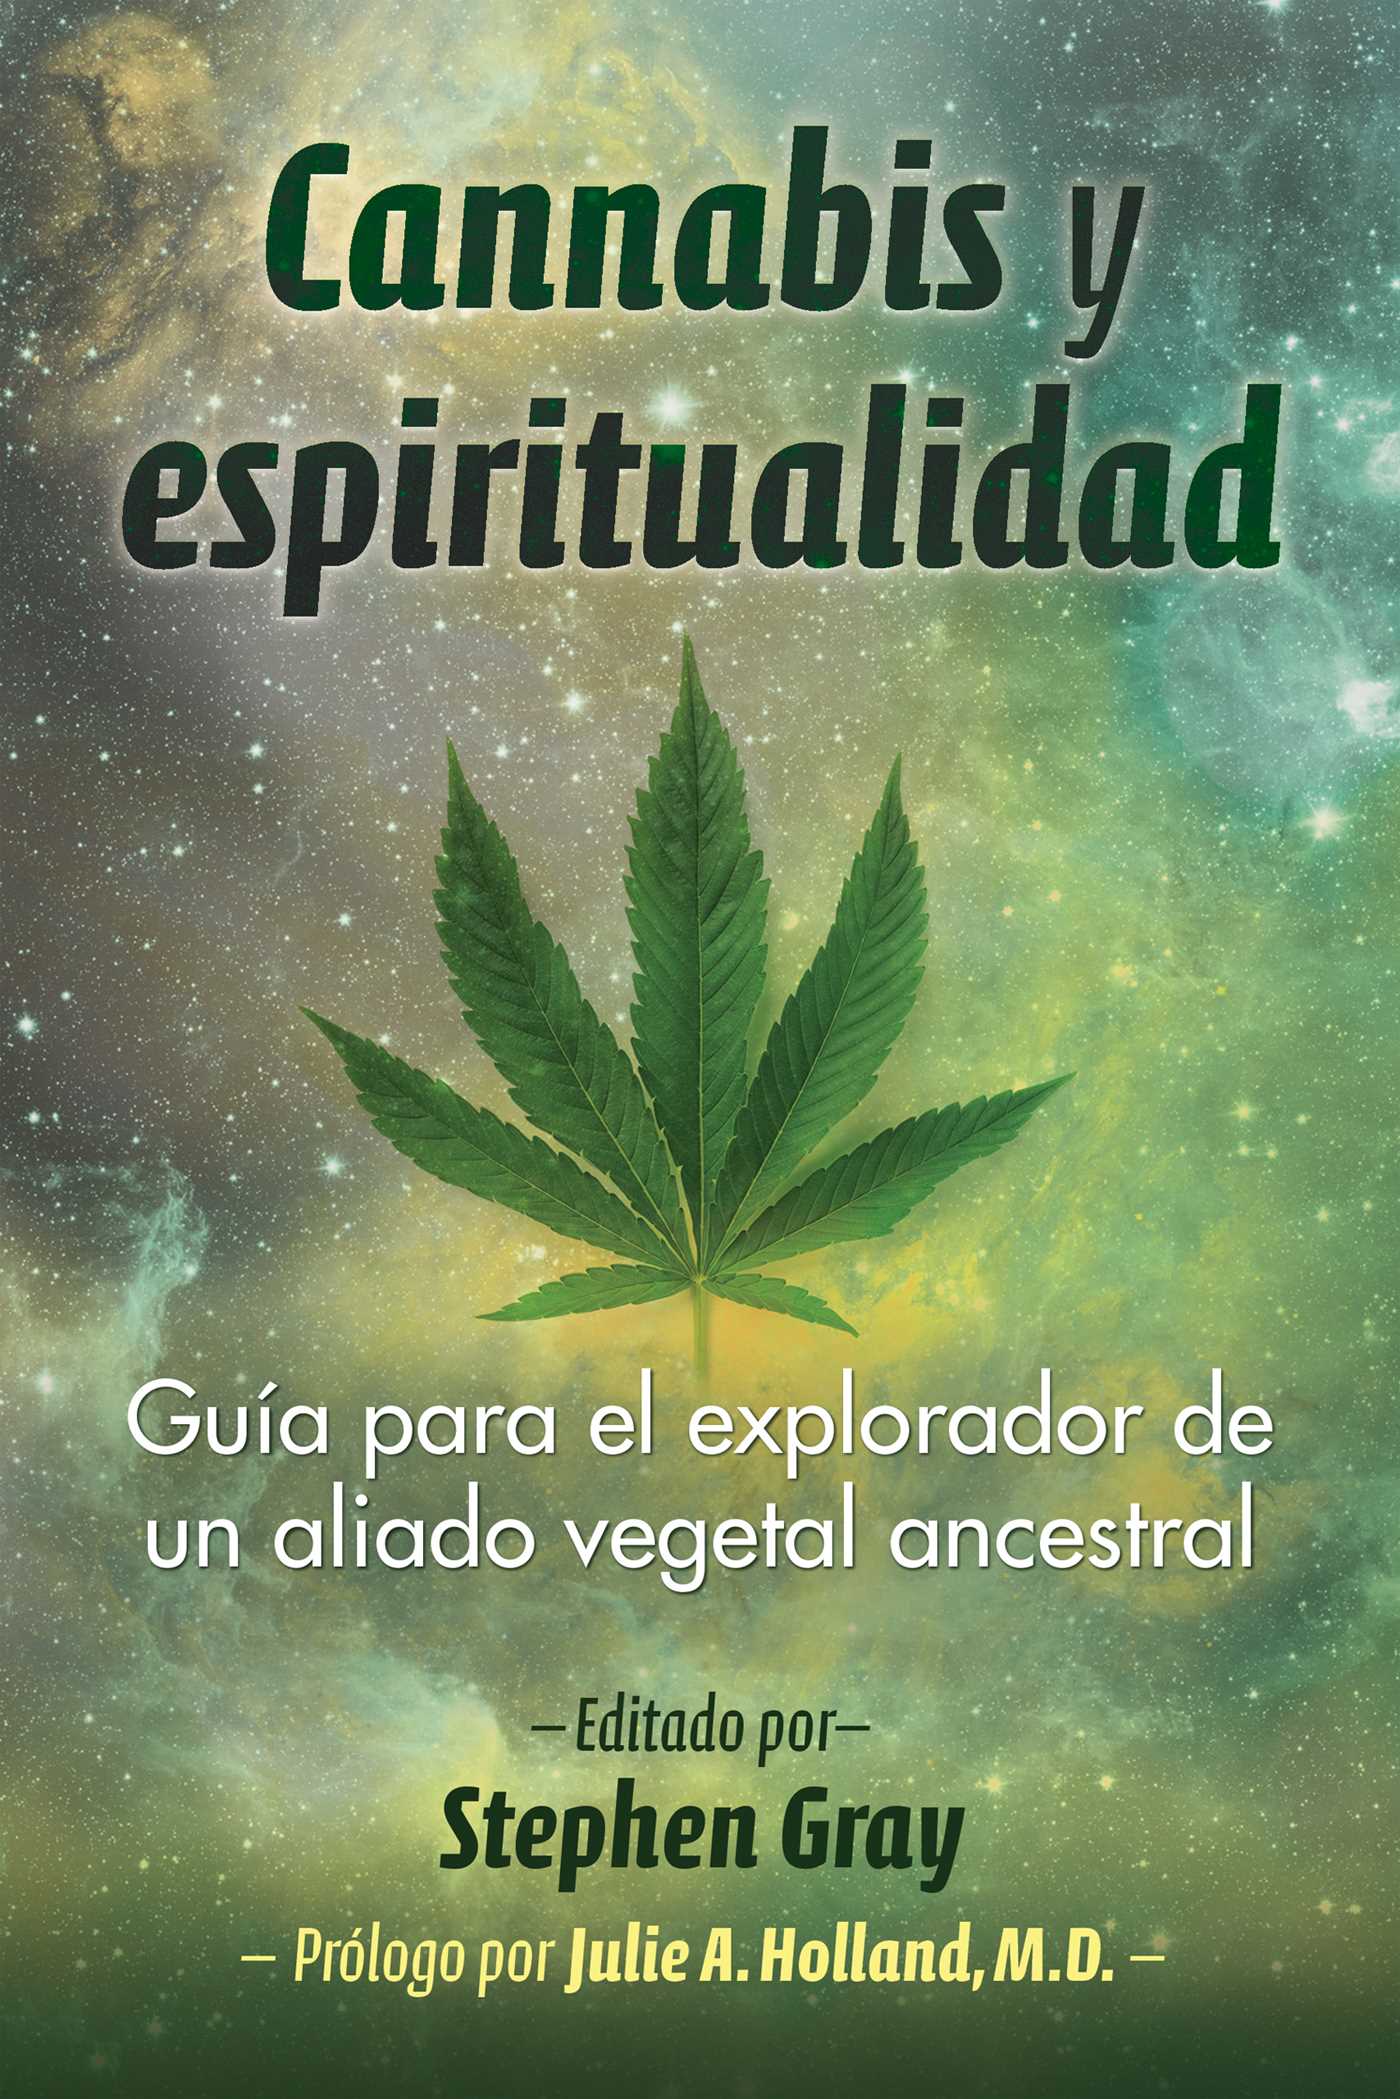 Cannabis y
espiritualidad
Guía para el explorador de
un aliado vegetal ancestral
– Editado por–
Stephen Gray
– Prólogo por Julie A. Holland, M.D. –